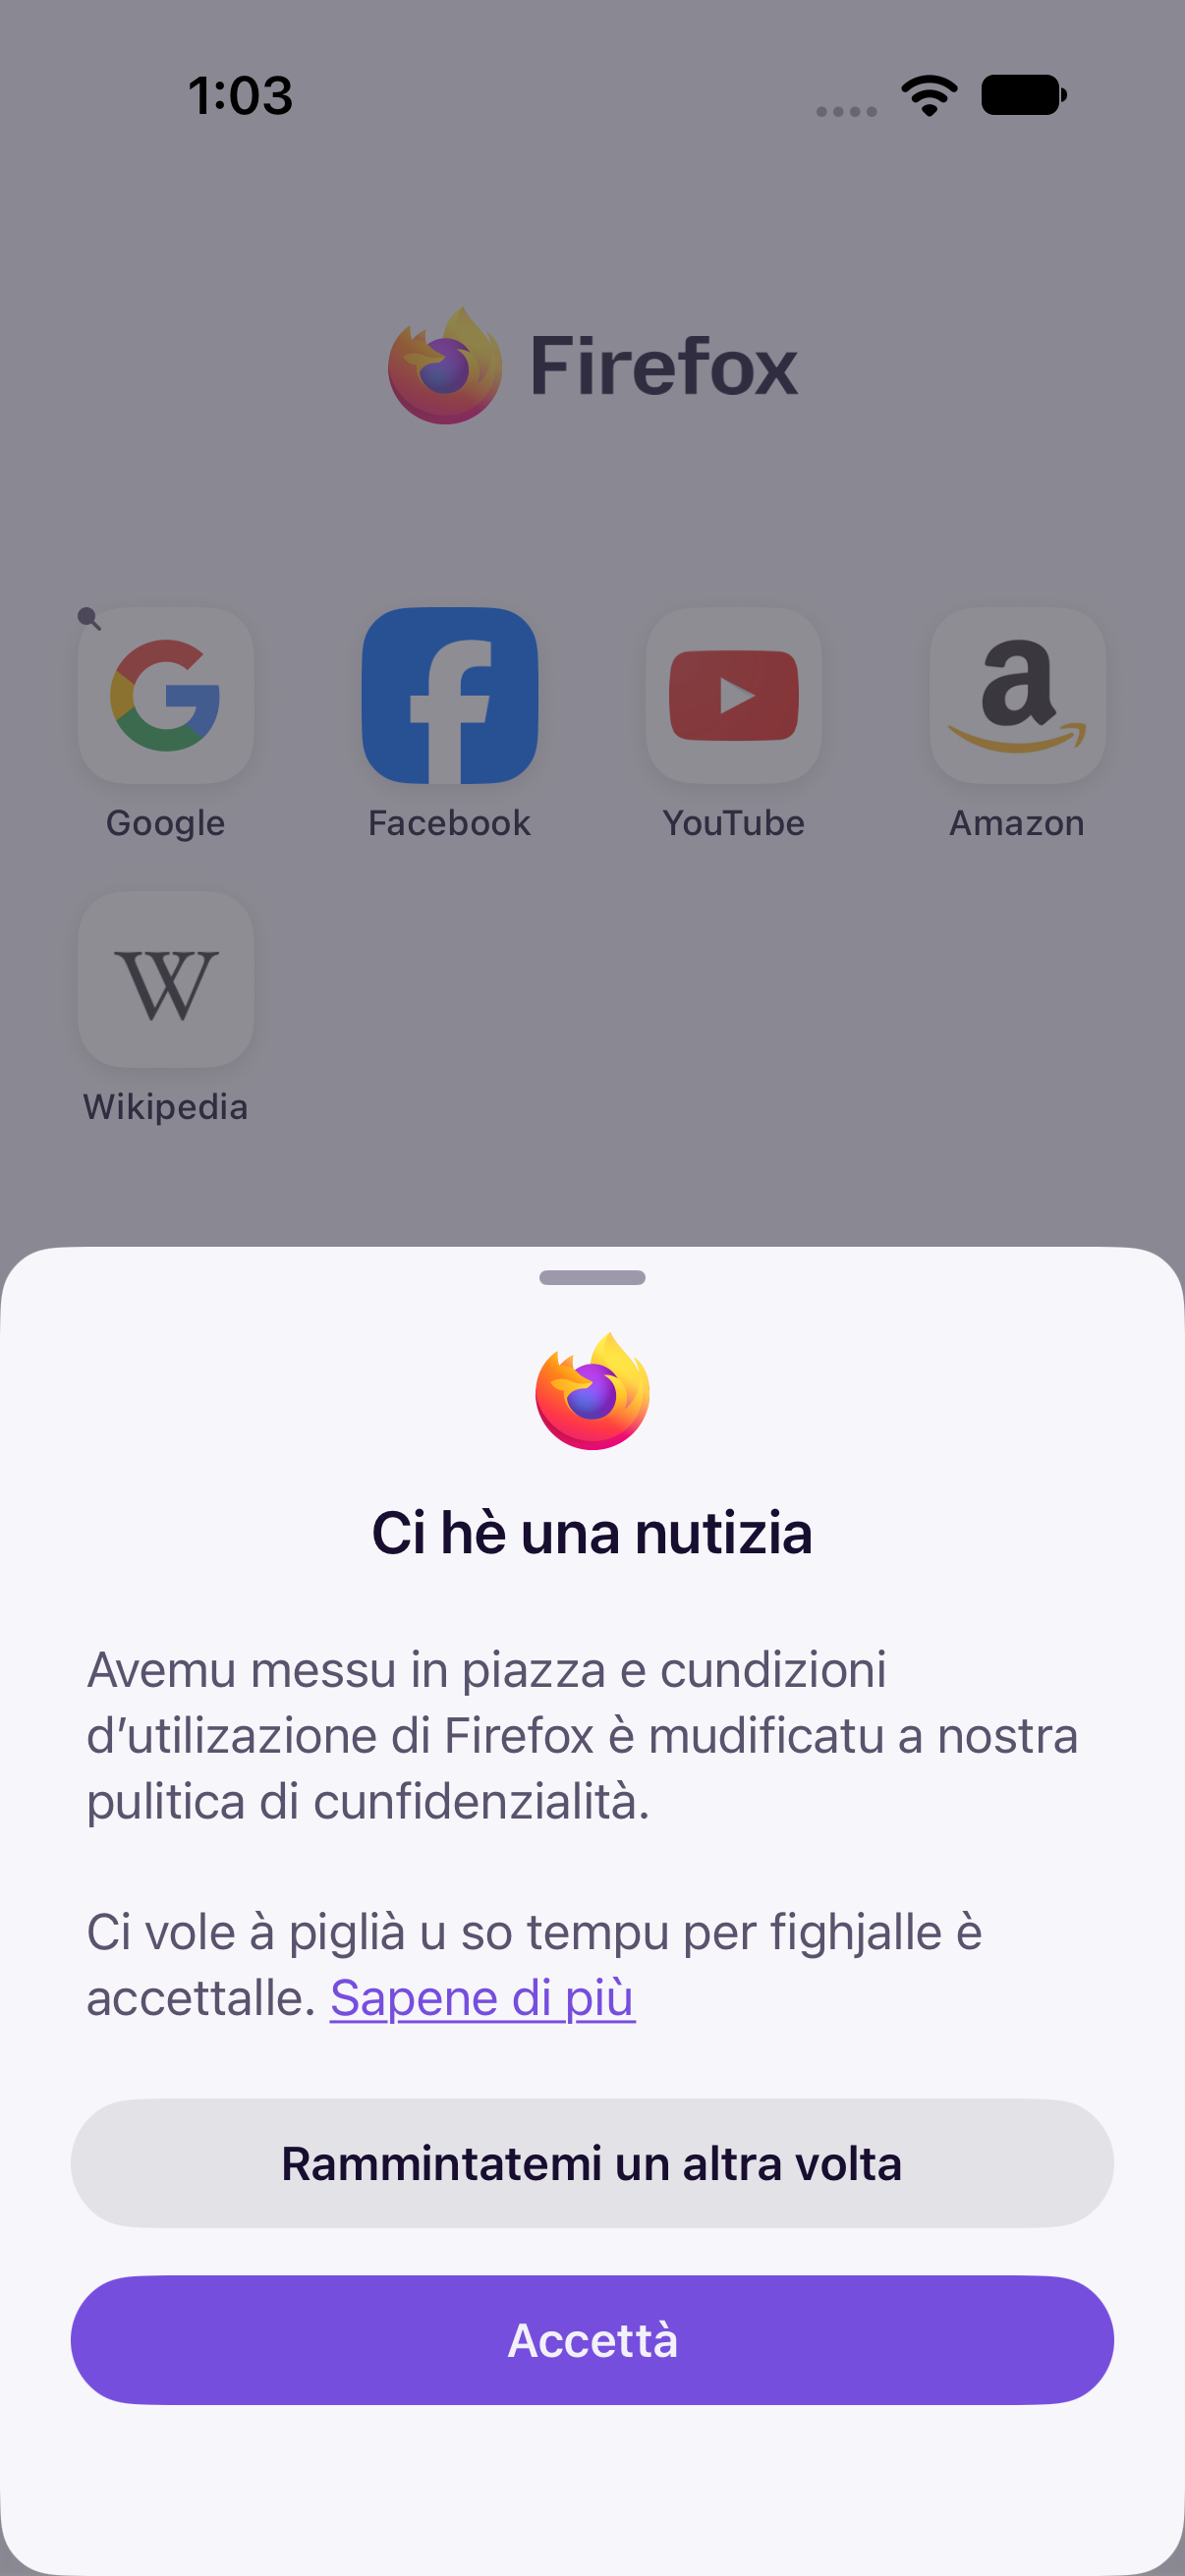 1:03
Firefox
Google
Facebook
YouTube
Amazon
Wikipedia
Ci hè una nutizia
Avemu messu in piazza e cundizioni
d’utilizazione di Firefox è mudificatu a nostra
pulitica di cunfidenzialità.
Ci vole à piglià u so tempu per fighjalle è
accettalle. Sapene di più
Rammintatemi un altra volta
Accettà